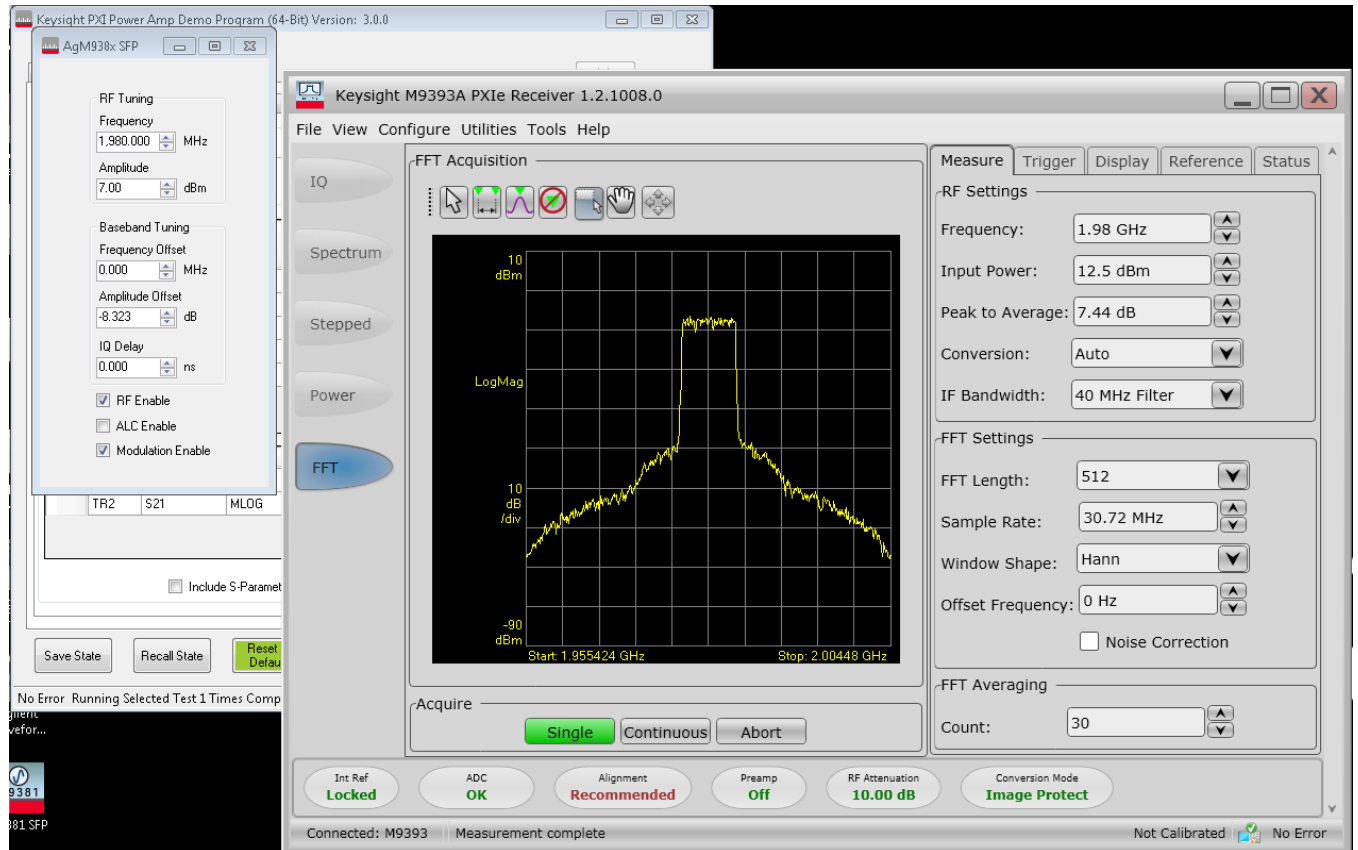 Keysight PXI Power Amp Demo Program (64-Bit) Version: 3.0.0
AgM938x SFP
RF Tuning
Frequency
1,980.000 MHz
Amplitude
7.00 dBm
Baseband Tuning
Frequency Offset
0.000 MHz
Amplitude Offset
-8.323 dB
IQ Delay
0.000 ns
RF Enable
ALC Enable
Modulation Enable
TR2 S21 MLOG
Include S-Paramet
Save State
Recall State
Reset
Defau
No Error Running Selected Test 1 Times Comp
vefor...
9381
381 SFP
Keysight M9393A PXIe Receiver 1.2.1008.0
File View Configure Utilities Tools Help
IQ
Spectrum
Stepped
Power
FFT
FFT Acquisition
10
dBm
LogMag
10
dB
/div
-90
dBm
Start: 1.955424 GHz Stop: 2.00448 GHz
Acquire
Single Continuous Abort
Measure Trigger Display Reference Status
RF Settings
Frequency: 1.98 GHz
Input Power: 12.5 dBm
Peak to Average: 7.44 dB
Conversion: Auto
IF Bandwidth: 40 MHz Filter
FFT Settings
FFT Length: 512
Sample Rate: 30.72 MHz
Window Shape: Hann
Offset Frequency: 0 Hz
Noise Correction
FFT Averaging
Count: 30
Int Ref
Locked
ADC
OK
Alignment
Recommended
Preamp
Off
RF Attenuation
10.00 dB
Conversion Mode
Image Protect
Connected: M9393 Measurement complete Not Calibrated No Error